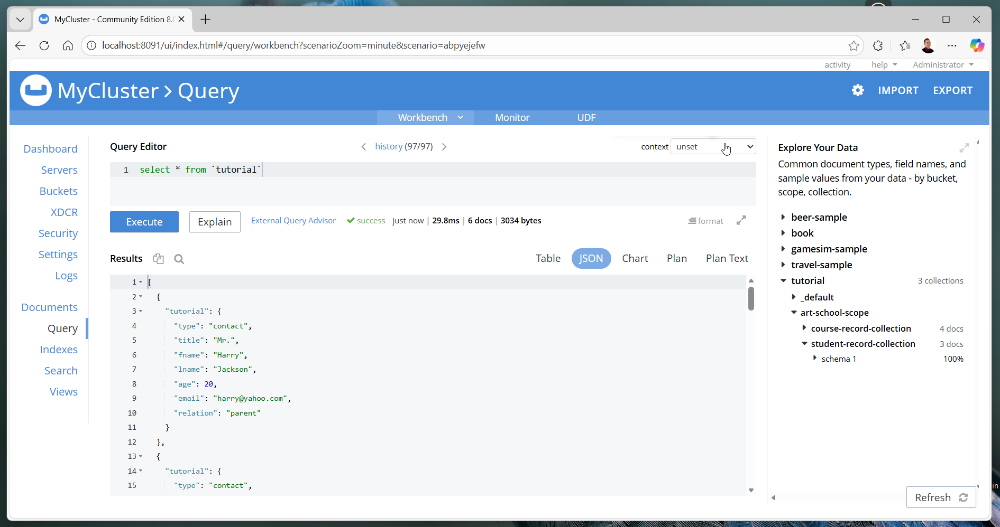 MyCluster - Community Edition 8.0
localhost:8091/ui/index.html#/query/workbench?scenarioZoom=minute&scenario=abpyejefw
activity help Administrator
MyCluster > Query
IMPORT EXPORT
Workbench Monitor UDF
Dashboard
Servers
Buckets
XDCR
Security
Settings
Logs
Documents
Query
Indexes
Search
Views
Query Editor
history (97/97)
context unset
1 select * from `tutorial`
Execute Explain External Query Advisor success just now | 29.8ms | 6 docs | 3034 bytes format
Results
Table JSON Chart Plan Plan Text
1 [
2 {
3 "tutorial": {
4 "type": "contact",
5 "title": "Mr.",
6 "fname": "Harry",
7 "lname": "Jackson",
8 "age": 20,
9 "email": "harry@yahoo.com",
10 "relation": "parent"
11 }
12 },
13 {
14 "tutorial": {
15 "type": "contact",
Explore Your Data
Common document types, field names, and
sample values from your data - by bucket,
scope, collection.
beer-sample
book
gamesim-sample
travel-sample
tutorial 3 collections
_default
art-school-scope
course-record-collection 4 docs
student-record-collection 3 docs
schema 1 100%
Refresh
in